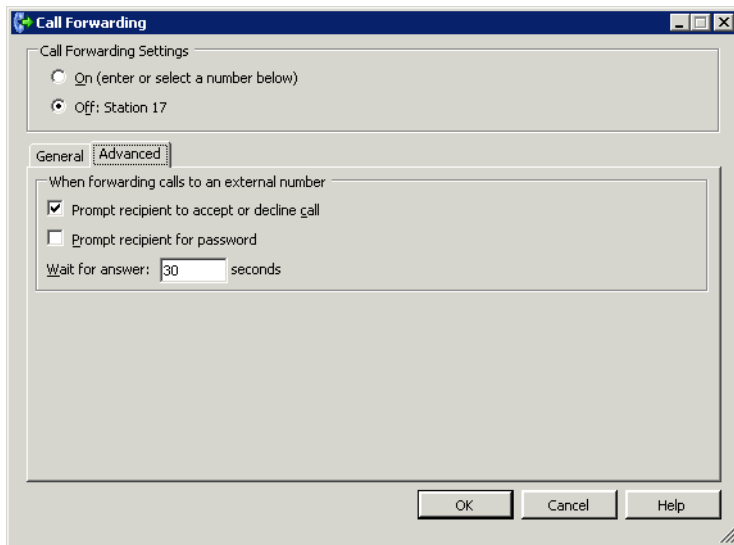 Call Forwarding
Call Forwarding Settings
On (enter or select a number below)
Off: Station 17
General Advanced
When forwarding calls to an external number
Prompt recipient to accept or decline call
Prompt recipient for password
Wait for answer: 30 seconds
OK Cancel Help